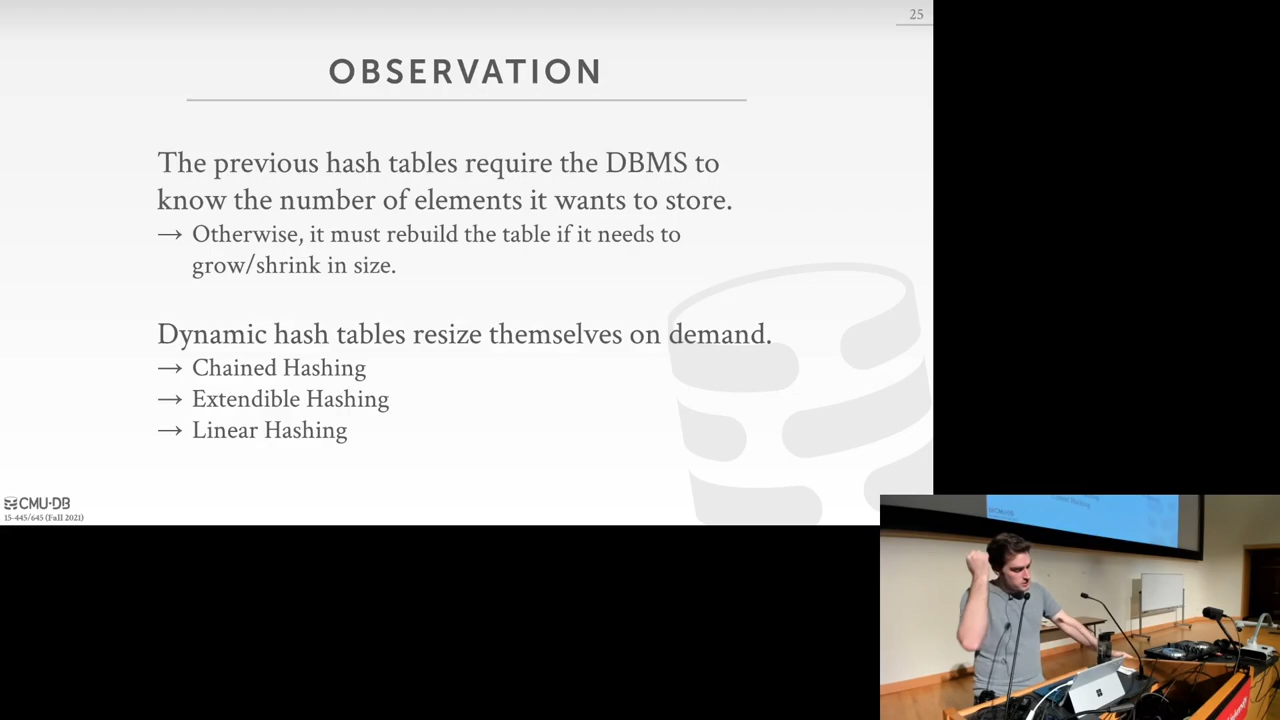 25
OBSERVATION
The previous hash tables require the DBMS to
know the number of elements it wants to store.
→ Otherwise, it must rebuild the table if it needs to
grow/shrink in size.
Dynamic hash tables resize themselves on demand.
→ Chained Hashing
→ Extendible Hashing
→ Linear Hashing
CMU·DB
15-445/645 (Fall 2021)